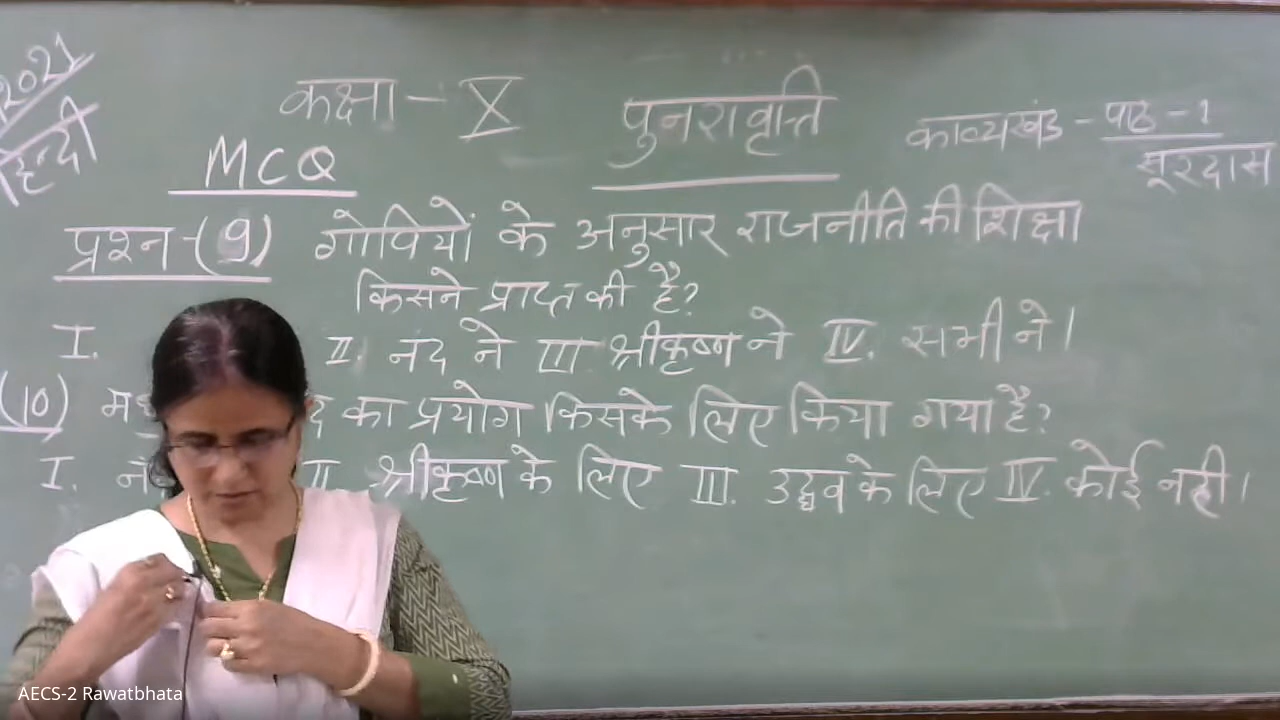 2021
हिन्दी
कक्षा - X
पुनरावृत्ति
काव्यखंड - पाठ - 1
सूरदास
MCQ
प्रश्न-(9) गोपियों के अनुसार राजनीति की शिक्षा
किसने प्राप्त की है?
I. II. नंद ने III श्रीकृष्ण ने IV. सभी ने।
(10) का प्रयोग किसके लिए किया गया है?
I. II श्रीकृष्ण के लिए III. उद्धव के लिए IV. कोई नही।
AECS-2 Rawatbhata